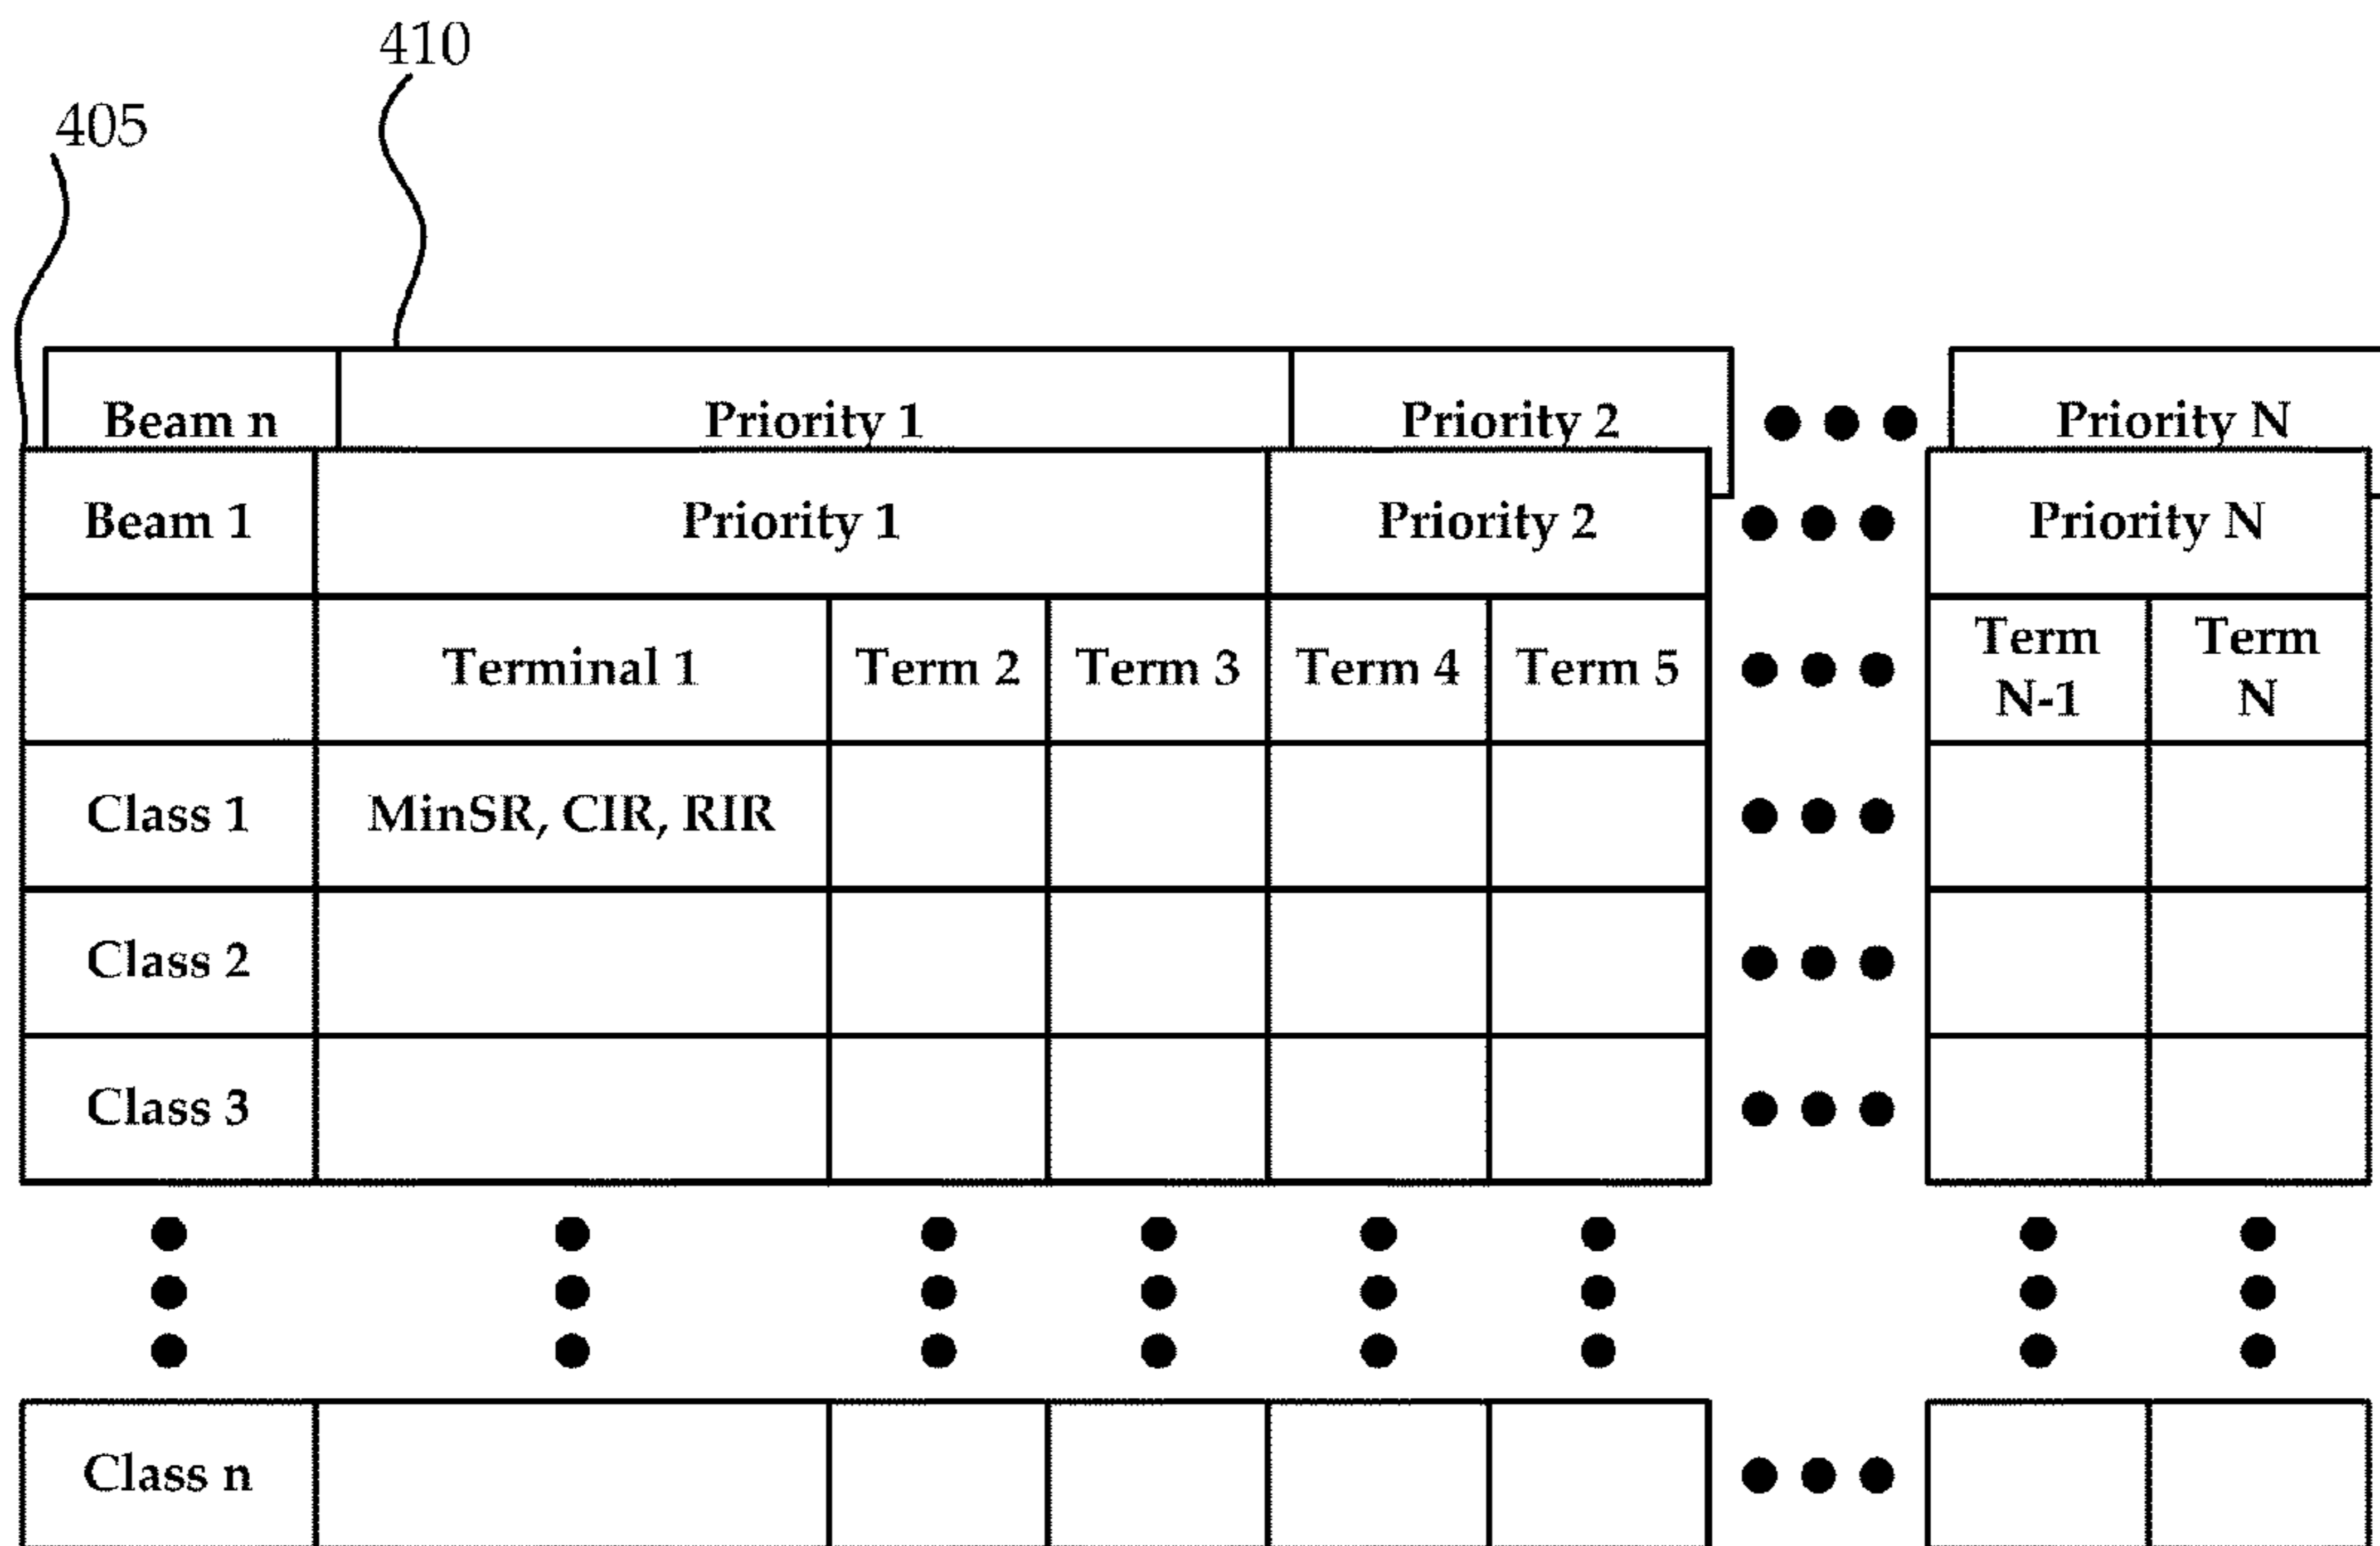 410
405
Beam n Priority 1 Priority 2 Priority N
Beam 1 Priority 1 Priority 2 Priority N
Terminal 1 Term 2 Term 3 Term 4 Term 5 Term N-1 Term N
Class 1 MinSR, CIR, RIR
Class 2
Class 3
Class n